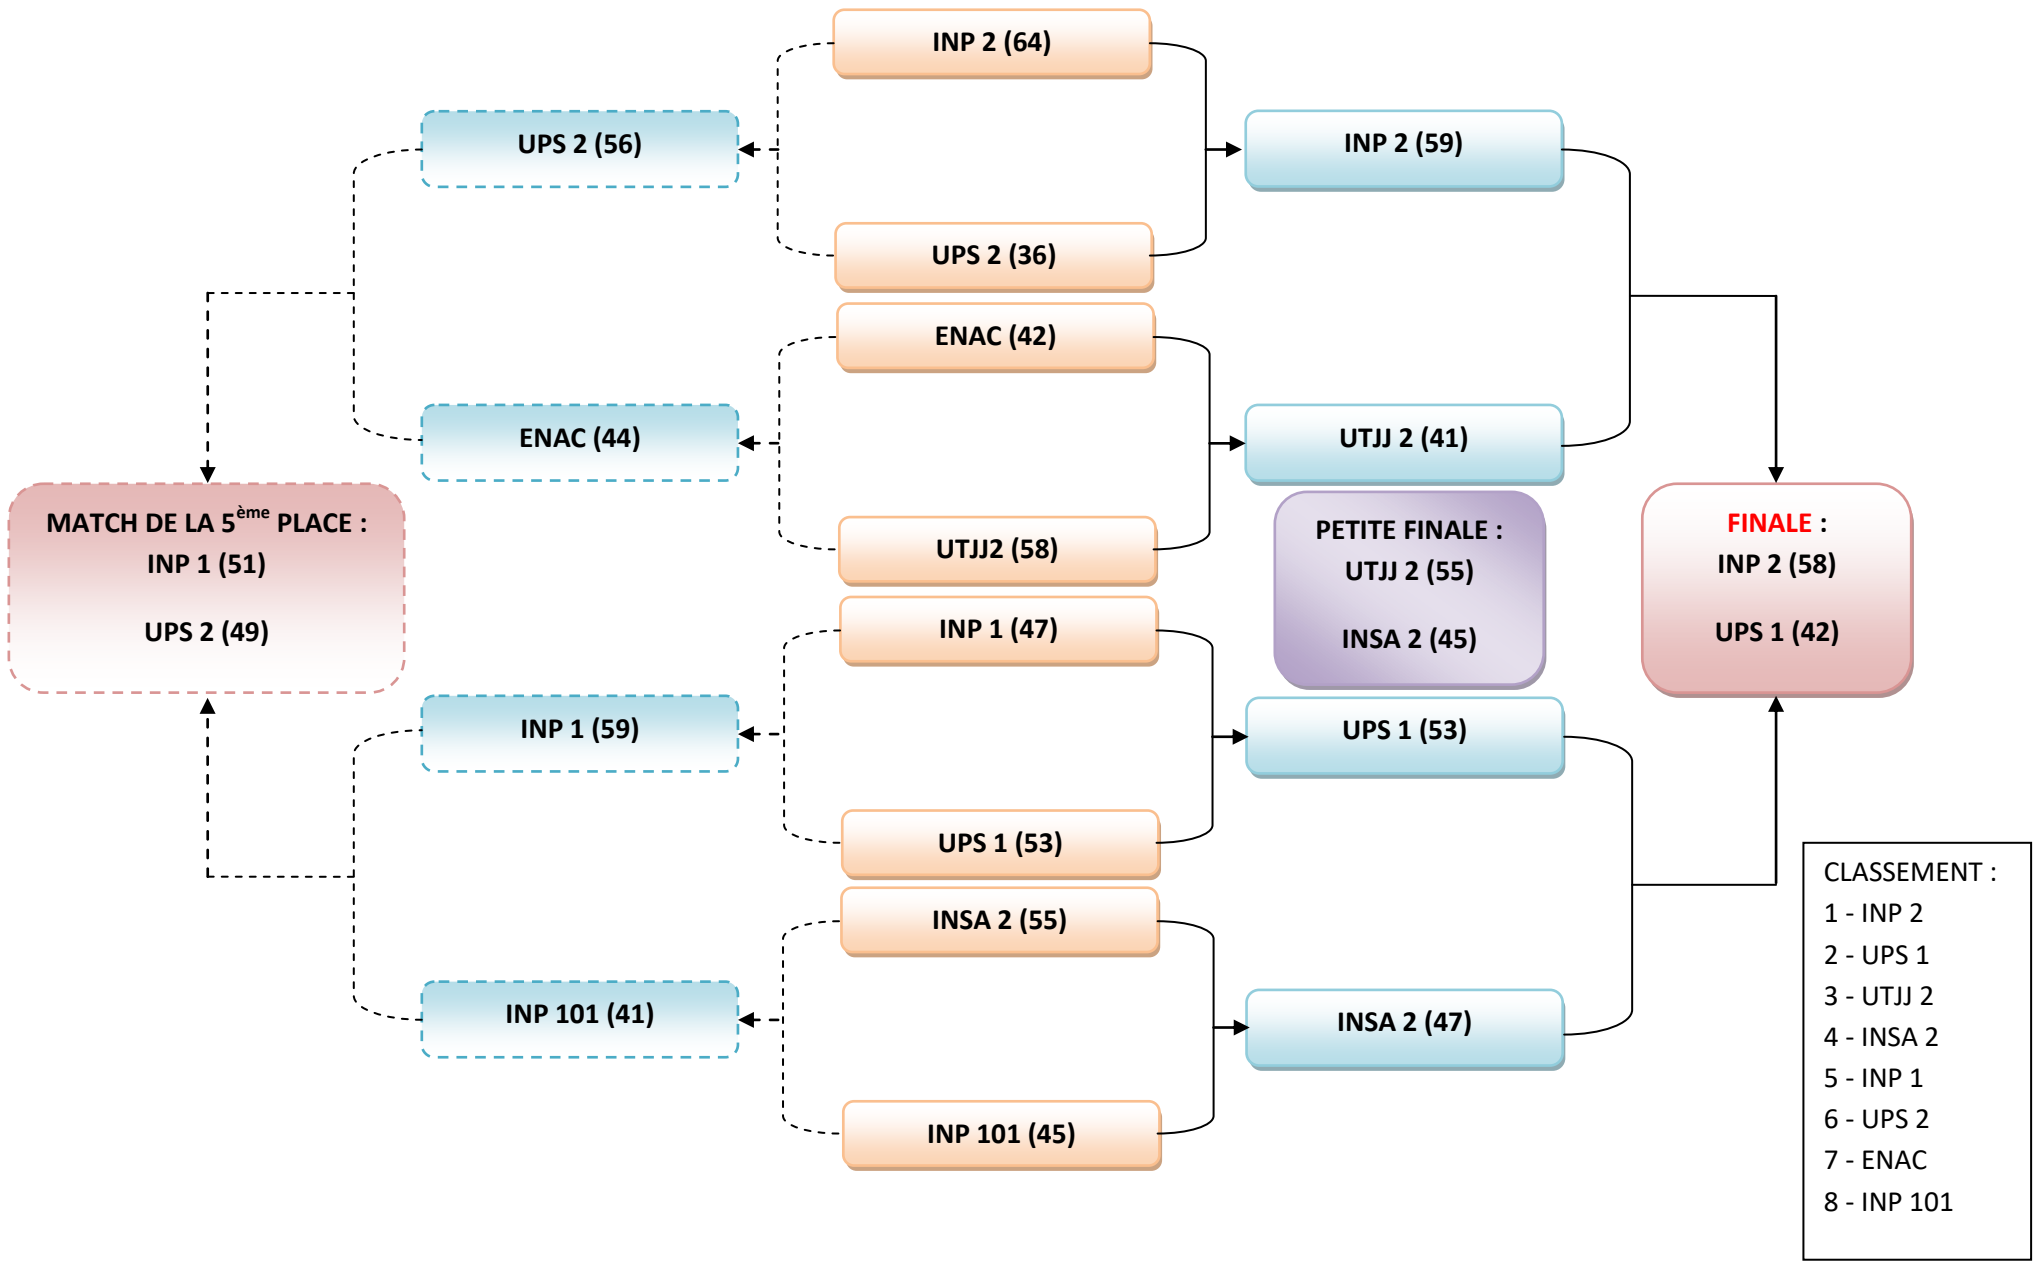 INP 2 (64)
UPS 2 (56)
INP 2 (59)
UPS 2 (36)
ENAC (42)
ENAC (44)
UTJJ 2 (41)
UTJJ2 (58)
MATCH DE LA 5ème PLACE :
INP 1 (51)
UPS 2 (49)
PETITE FINALE :
UTJJ 2 (55)
INSA 2 (45)
FINALE :
INP 2 (58)
UPS 1 (42)
INP 1 (47)
INP 1 (59)
UPS 1 (53)
UPS 1 (53)
INSA 2 (55)
INP 101 (41)
INSA 2 (47)
INP 101 (45)
CLASSEMENT :
1 - INP 2
2 - UPS 1
3 - UTJJ 2
4 - INSA 2
5 - INP 1
6 - UPS 2
7 - ENAC
8 - INP 101